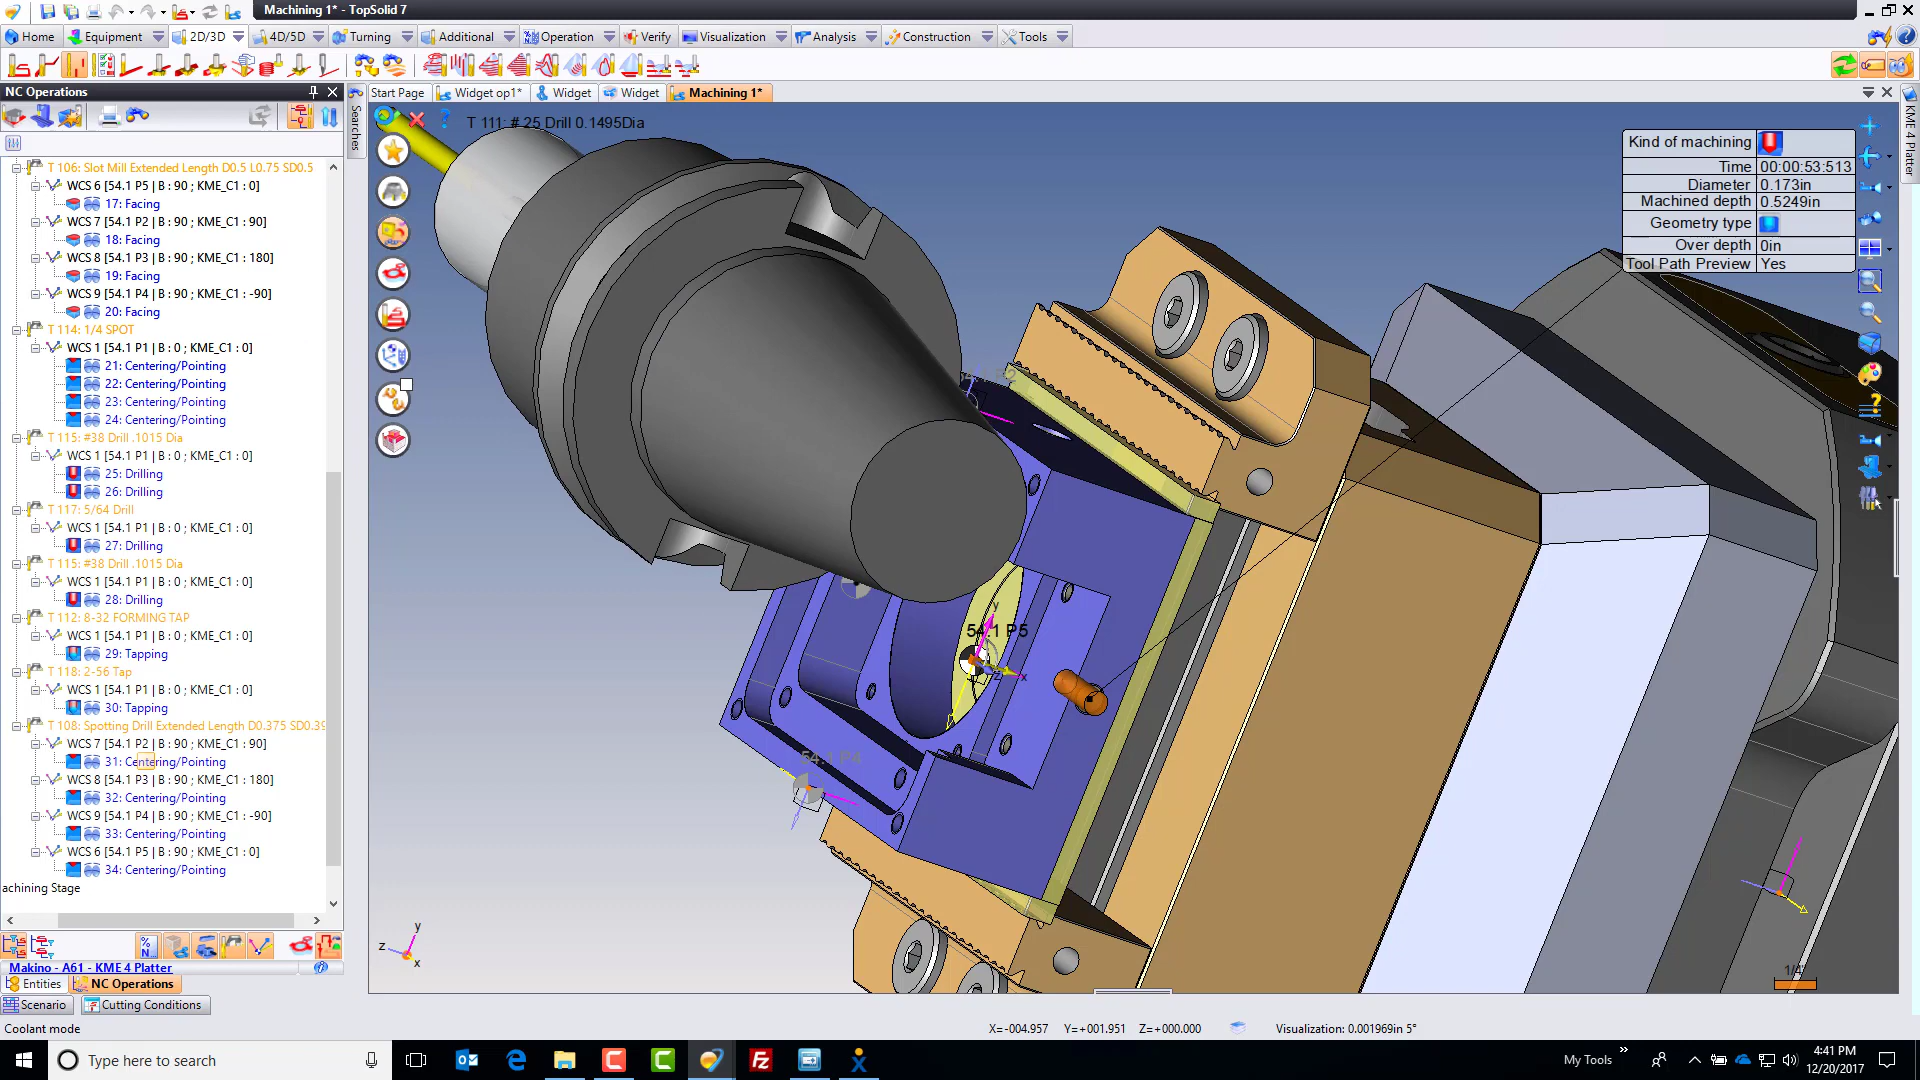 Machining 1* - TopSolid 7
Home Equipment 2D/3D 4D/5D Turning Additional Operation Verify Visualization Analysis Construction Tools
NC Operations
Start Page Widget op1* Widget Widget Machining 1*
Searches
KME 4 Platter
T 111: # 25 Drill 0.1495Dia
Kind of machining
Time 00:00:53:513
Diameter 0.173in
Machined depth 0.5249in
Geometry type
Over depth 0in
Tool Path Preview Yes
T 106: Slot Mill Extended Length D0.5 L0.75 SD0.5
WCS 6 [54.1 P5 | B : 90 ; KME_C1 : 0]
17: Facing
WCS 7 [54.1 P2 | B : 90 ; KME_C1 : 90]
18: Facing
WCS 8 [54.1 P3 | B : 90 ; KME_C1 : 180]
19: Facing
WCS 9 [54.1 P4 | B : 90 ; KME_C1 : -90]
20: Facing
T 114: 1/4 SPOT
WCS 1 [54.1 P1 | B : 0 ; KME_C1 : 0]
21: Centering/Pointing
22: Centering/Pointing
23: Centering/Pointing
24: Centering/Pointing
T 115: #38 Drill .1015 Dia
WCS 1 [54.1 P1 | B : 0 ; KME_C1 : 0]
25: Drilling
26: Drilling
T 117: 5/64 Drill
WCS 1 [54.1 P1 | B : 0 ; KME_C1 : 0]
27: Drilling
T 115: #38 Drill .1015 Dia
WCS 1 [54.1 P1 | B : 0 ; KME_C1 : 0]
28: Drilling
T 112: 8-32 FORMING TAP
WCS 1 [54.1 P1 | B : 0 ; KME_C1 : 0]
29: Tapping
T 118: 2-56 Tap
WCS 1 [54.1 P1 | B : 0 ; KME_C1 : 0]
30: Tapping
T 108: Spotting Drill Extended Length D0.375 SD0.39
WCS 7 [54.1 P2 | B : 90 ; KME_C1 : 90]
31: Centering/Pointing
WCS 8 [54.1 P3 | B : 90 ; KME_C1 : 180]
32: Centering/Pointing
WCS 9 [54.1 P4 | B : 90 ; KME_C1 : -90]
33: Centering/Pointing
WCS 6 [54.1 P5 | B : 90 ; KME_C1 : 0]
34: Centering/Pointing
achining Stage
54.1 P5
y
z
x
54.1 P4
y
z
x
1/4
Makino - A61 - KME 4 Platter
Entities NC Operations
Scenario Cutting Conditions
Coolant mode
X=-004.957 Y=+001.951 Z=+000.000 Visualization: 0.001969in 5°
Type here to search
My Tools
4:41 PM
12/20/2017